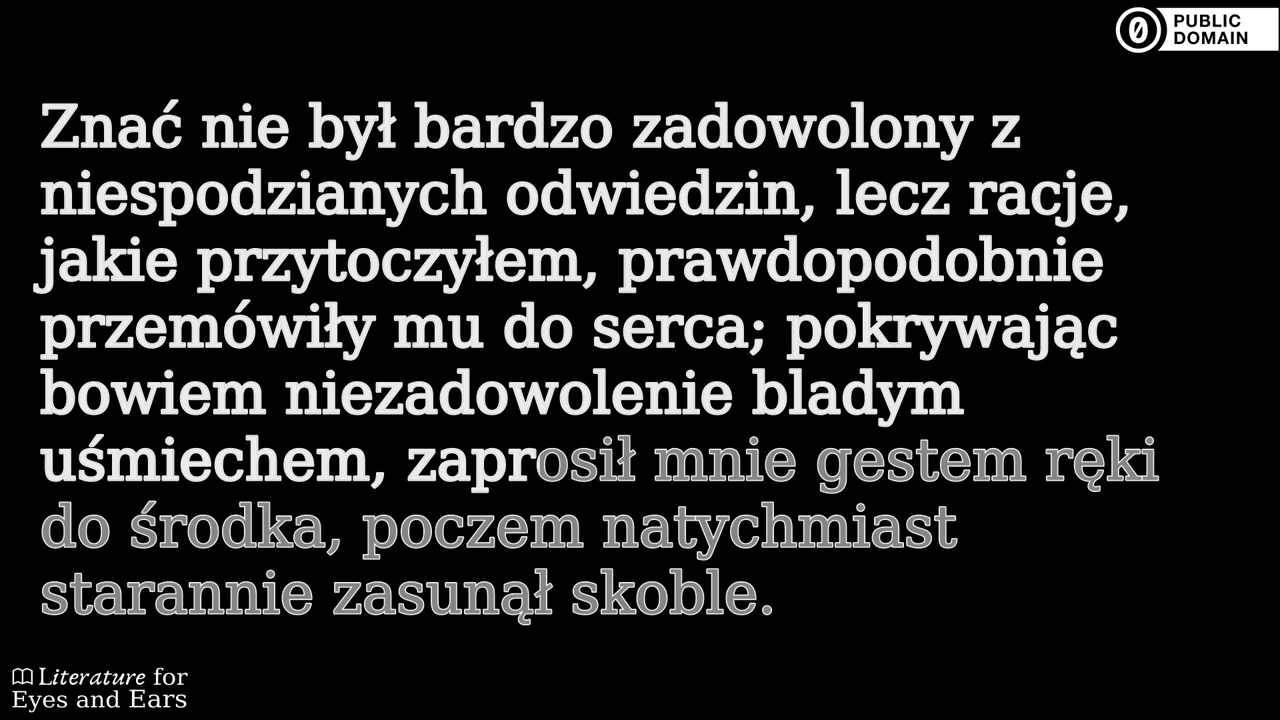 PUBLIC
DOMAIN
Znać nie był bardzo zadowolony z
niespodzianych odwiedzin, lecz racje,
jakie przytoczyłem, prawdopodobnie
przemówiły mu do serca; pokrywając
bowiem niezadowolenie bladym
uśmiechem, zaprosił mnie gestem ręki
do środka, poczem natychmiast
starannie zasunął skoble.
Literature for
Eyes and Ears